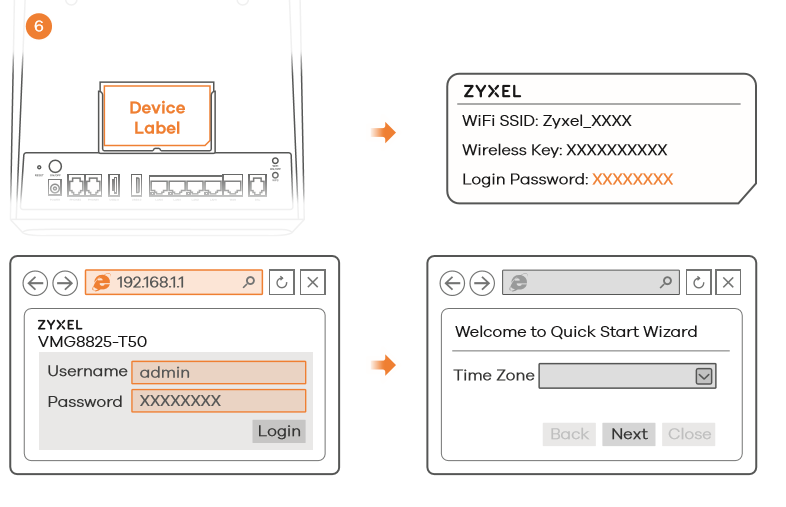 6
Device
Label
ZYXEL
WiFi SSID: Zyxel_XXXX
Wireless Key: XXXXXXXXXX
Login Password: XXXXXXXX
192.168.1.1
ZYXEL
VMG8825-T50
Username admin
Password XXXXXXXX
Login
Welcome to Quick Start Wizard
Time Zone
Back Next Close